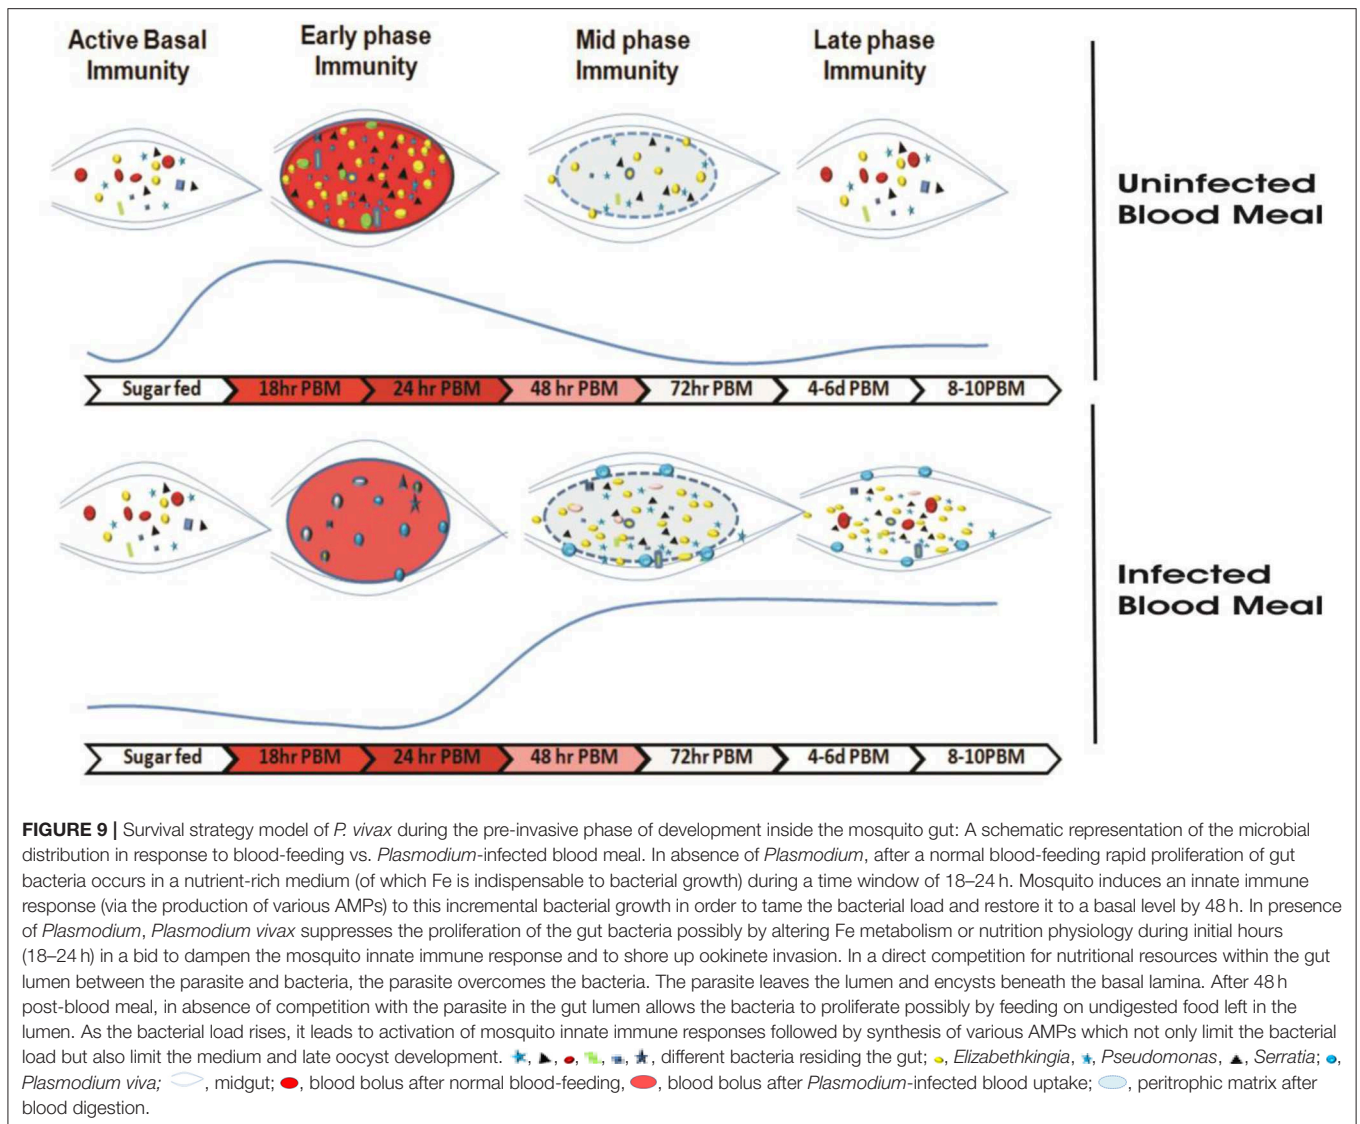 Active Basal Immunity
Early phase Immunity
Mid phase Immunity
Late phase Immunity
Uninfected
Blood Meal
Sugar fed 18hr PBM 24 hr PBM 48 hr PBM 72hr PBM 4-6d PBM 8-10PBM
Infected
Blood Meal
Sugar fed 18hr PBM 24 hr PBM 48 hr PBM 72hr PBM 4-6d PBM 8-10PBM
FIGURE 9 | Survival strategy model of P. vivax during the pre-invasive phase of development inside the mosquito gut: A schematic representation of the microbial
distribution in response to blood-feeding vs. Plasmodium-infected blood meal. In absence of Plasmodium, after a normal blood-feeding rapid proliferation of gut
bacteria occurs in a nutrient-rich medium (of which Fe is indispensable to bacterial growth) during a time window of 18–24 h. Mosquito induces an innate immune
response (via the production of various AMPs) to this incremental bacterial growth in order to tame the bacterial load and restore it to a basal level by 48 h. In presence
of Plasmodium, Plasmodium vivax suppresses the proliferation of the gut bacteria possibly by altering Fe metabolism or nutrition physiology during initial hours
(18–24 h) in a bid to dampen the mosquito innate immune response and to shore up ookinete invasion. In a direct competition for nutritional resources within the gut
lumen between the parasite and bacteria, the parasite overcomes the bacteria. The parasite leaves the lumen and encysts beneath the basal lamina. After 48 h
post-blood meal, in absence of competition with the parasite in the gut lumen allows the bacteria to proliferate possibly by feeding on undigested food left in the
lumen. As the bacterial load rises, it leads to activation of mosquito innate immune responses followed by synthesis of various AMPs which not only limit the bacterial
load but also limit the medium and late oocyst development. , , , , , , different bacteria residing the gut; , Elizabethkingia, , Pseudomonas, , Serratia; ,
Plasmodium viva; , midgut; , blood bolus after normal blood-feeding, , blood bolus after Plasmodium-infected blood uptake; , peritrophic matrix after
blood digestion.